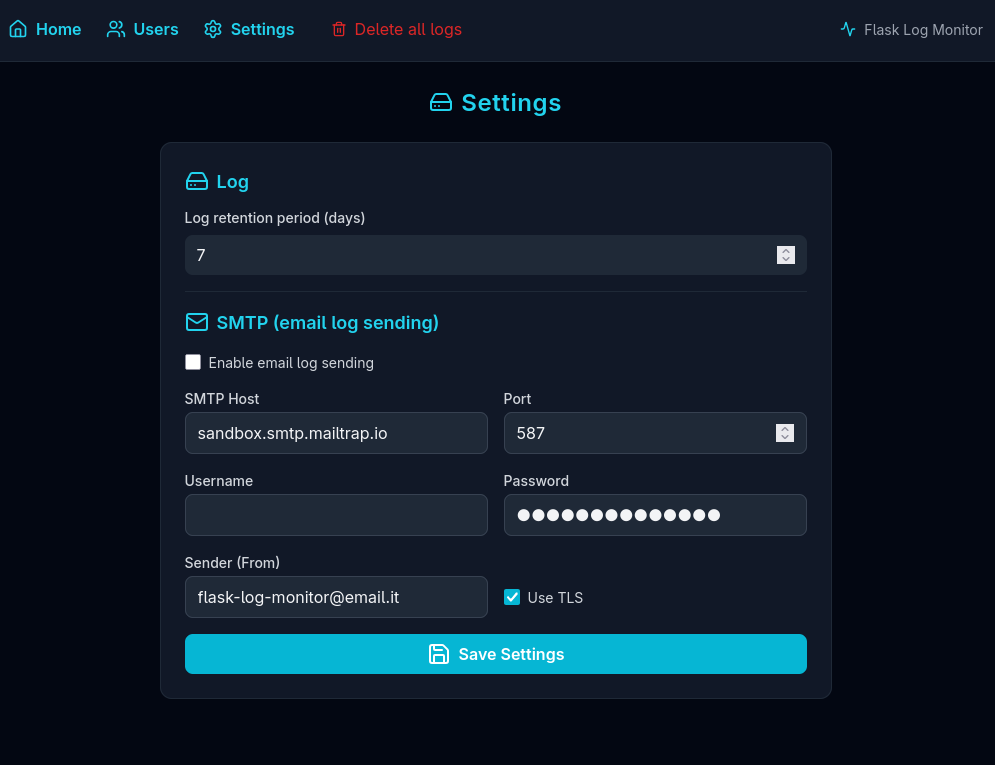 Home Users Settings Delete all logs Flask Log Monitor
Settings
Log
Log retention period (days)
7
SMTP (email log sending)
Enable email log sending
SMTP Host Port
sandbox.smtp.mailtrap.io 587
Username Password
●●●●●●●●●●●●●●
Sender (From)
flask-log-monitor@email.it Use TLS
Save Settings